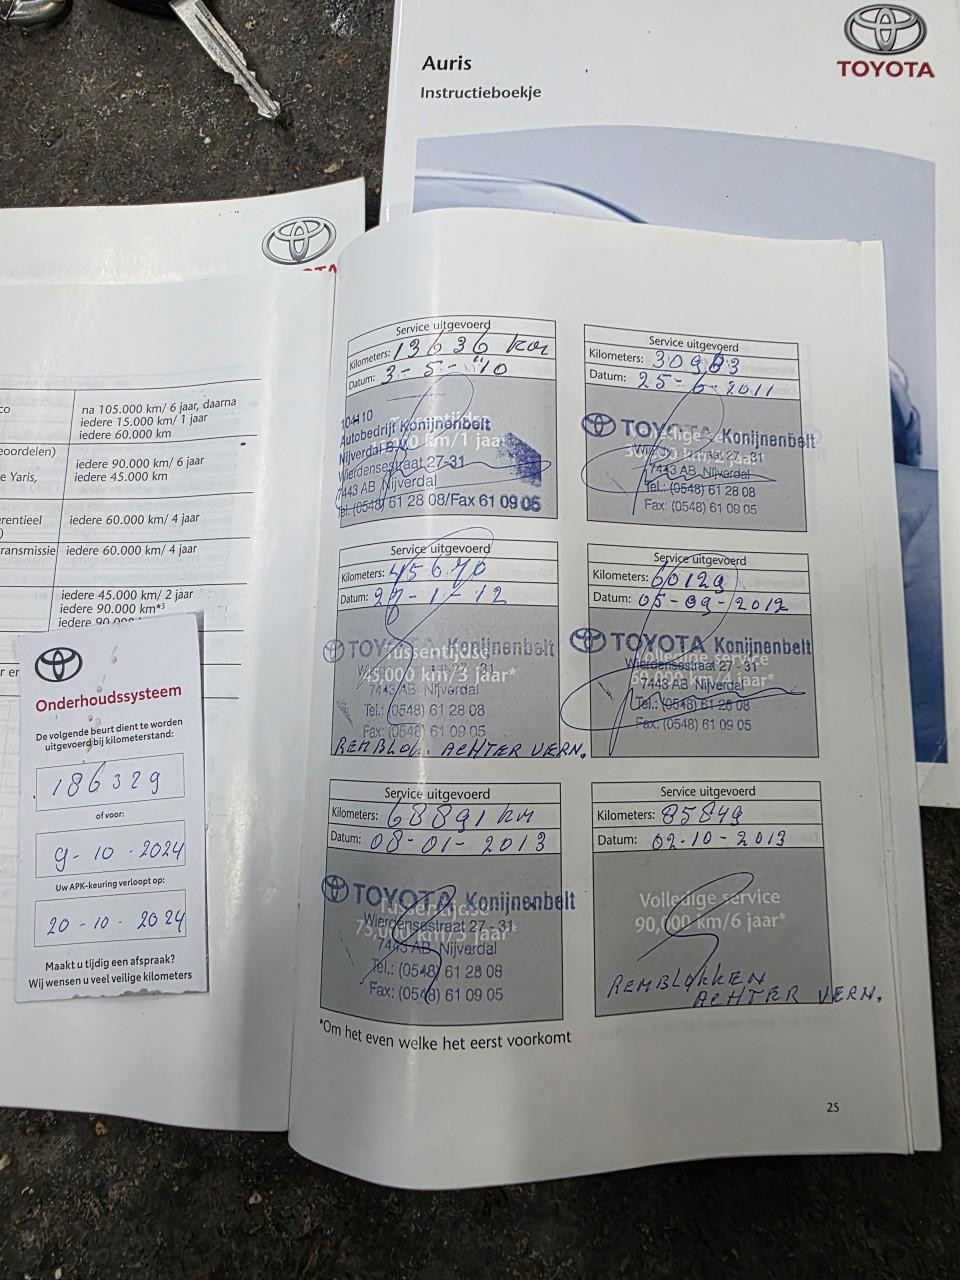 Auris
Instructieboekje
TOYOTA
na 105.000 km/ 6 jaar, daarna
iedere 15.000 km/ 1 jaar
iedere 60.000 km
eoordelen)
iedere 90.000 km/ 6 jaar
e Yaris,
iedere 45.000 km
erentieel
iedere 60.000 km/ 4 jaar
ransmissie
iedere 60.000 km/ 4 jaar
iedere 45.000 km/ 2 jaar
iedere 90.000 km*3
Onderhoudssysteem
De volgende beurt dient te worden
uitgevoerd bij kilometerstand:
186329
of voor:
9-10-2024
Uw APK-keuring verloopt op:
20-10-2024
Maakt u tijdig een afspraak?
Wij wensen u veel veilige kilometers
Service uitgevoerd
Kilometers: 13636 km
Datum: 3-5-'10
Autobedrijf Konijnenbelt
Nijverdal B.V.
Wierdensestraat 27-31
7443 AB Nijverdal
Tel. (0548) 61 28 08/Fax 61 09 05
Service uitgevoerd
Kilometers: 30983
Datum: 25-6-2011
TOYOTA Konijnenbelt
7443 AB Nijverdal
Tel.: (0548) 61 28 08
Fax: (0548) 61 09 05
Service uitgevoerd
Kilometers: 45670
Datum: 27-1-12
TOYOTA Konijnenbelt
Tussentijdse
45,000 km/3 jaar*
7443 AB Nijverdal
Tel.: (0548) 61 28 08
Fax: (0548) 61 09 05
REMBLOK. ACHTER VERN.
Service uitgevoerd
Kilometers: 60129
Datum: 05-09-2012
TOYOTA Konijnenbelt
Volledige service
Wierdensestraat 27-31
7443 AB Nijverdal
Tel.: (0548) 61 28 08
Fax: (0548) 61 09 05
Service uitgevoerd
Kilometers: 68891 km
Datum: 08-01-2013
TOYOTA Konijnenbelt
Tussentijdse
Wierdensestraat 27-31
75,000 km/5 jaar*
7443 AB Nijverdal
Tel.: (0548) 61 28 08
Fax: (0548) 61 09 05
Service uitgevoerd
Kilometers: 85849
Datum: 02-10-2013
Volledige service
90,000 km/6 jaar*
REMBLOKKEN
ACHTER VERN.
*Om het even welke het eerst voorkomt
25